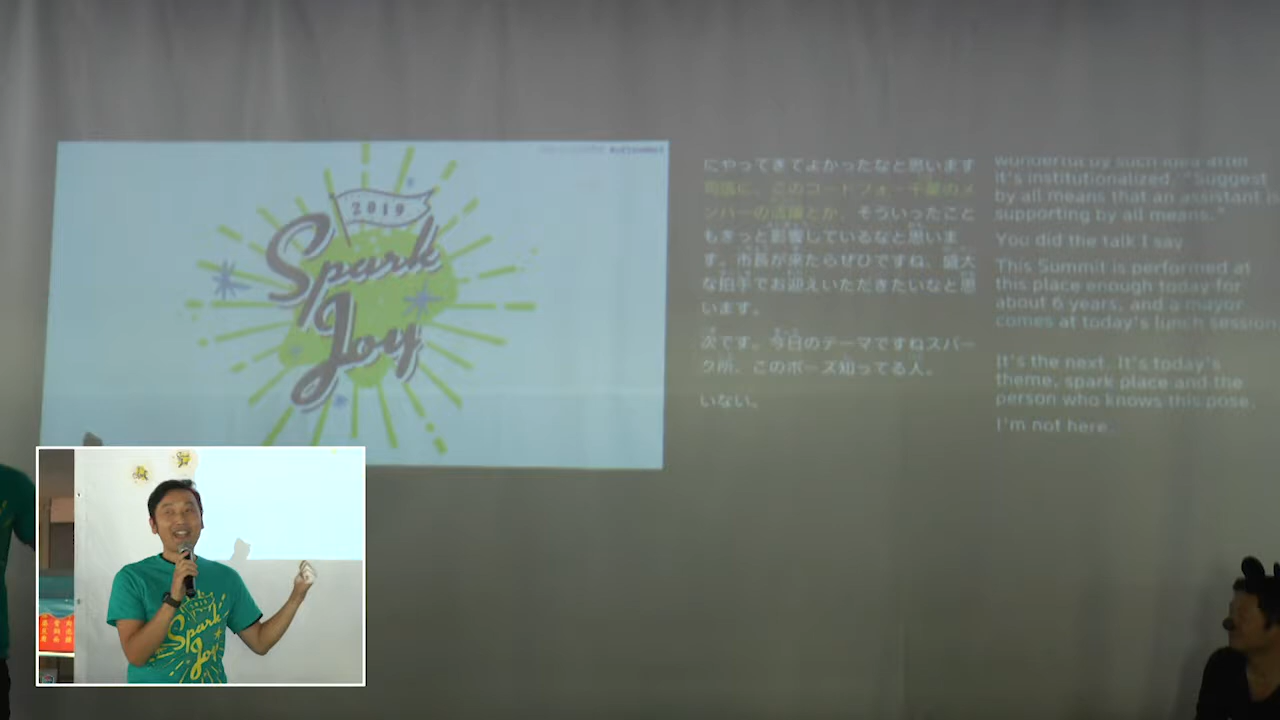 2019
Spark
Joy
にやってきてよかったなと思います
に、このコードフォー千葉のメ
ンバーの活躍とか、そういったこと
もきっと影響しているなと思いま
す。市長が来たらぜひですね、盛大
な拍手でお迎えいただきたいなと思
います。
次です。今日のテーマですねスパー
ク所、このポーズ知ってる人。
いない。
wonderful by such idea after
it's institutionalized, "Suggest
by all means that an assistant is
supporting by all means."
You did the talk I say
This Summit is performed at
this place enough today for
about 6 years, and a mayor
comes at today's lunch session
It's the next. It's today's
theme, spark place and the
person who knows this pose.
I'm not here.
2019
Spark
Joy